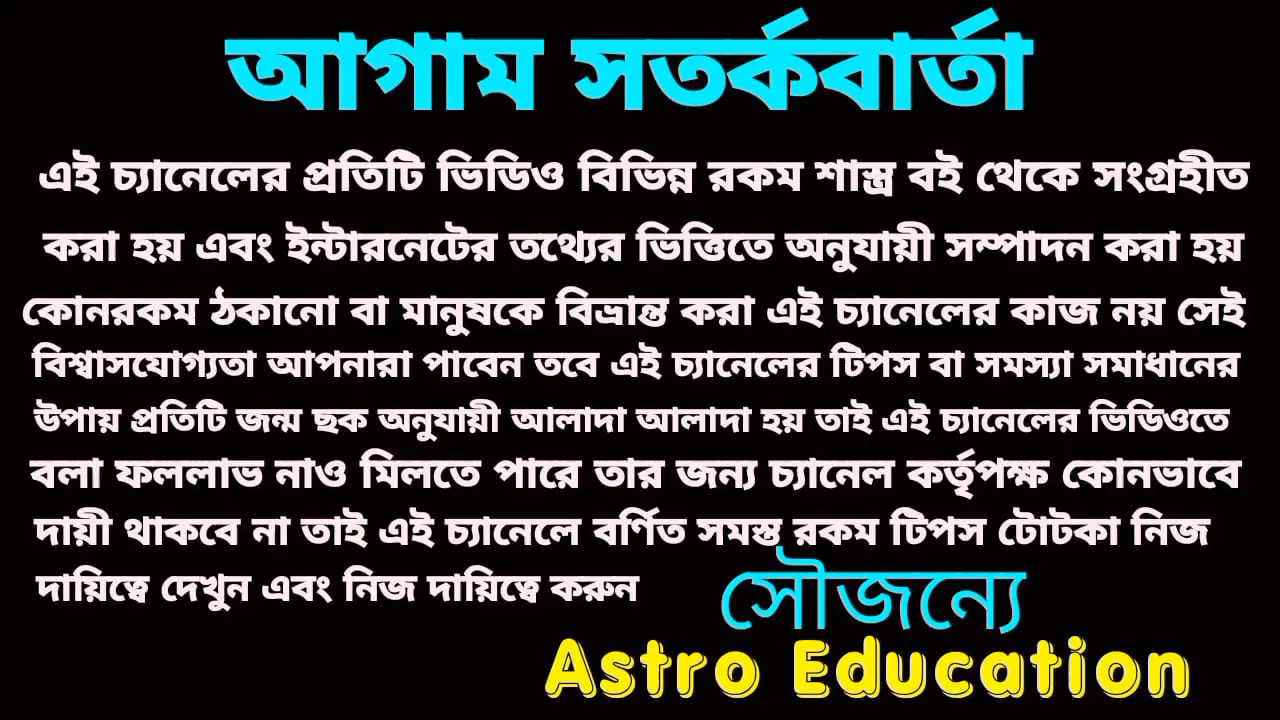 আগাম সতর্কবার্তা
এই চ্যানেলের প্রতিটি ভিডিও বিভিন্ন রকম শাস্ত্র বই থেকে সংগ্রহীত
করা হয় এবং ইন্টারনেটের তথ্যের ভিত্তিতে অনুযায়ী সম্পাদন করা হয়
কোনরকম ঠকানো বা মানুষকে বিভ্রান্ত করা এই চ্যানেলের কাজ নয় সেই
বিশ্বাসযোগ্যতা আপনারা পাবেন তবে এই চ্যানেলের টিপস বা সমস্যা সমাধানের
উপায় প্রতিটি জন্ম ছক অনুযায়ী আলাদা আলাদা হয় তাই এই চ্যানেলের ভিডিওতে
বলা ফললাভ নাও মিলতে পারে তার জন্য চ্যানেল কর্তৃপক্ষ কোনভাবে
দায়ী থাকবে না তাই এই চ্যানেলে বর্ণিত সমস্ত রকম টিপস টোটকা নিজ
দায়িত্বে দেখুন এবং নিজ দায়িত্বে করুন
সৌজন্যে
Astro Education